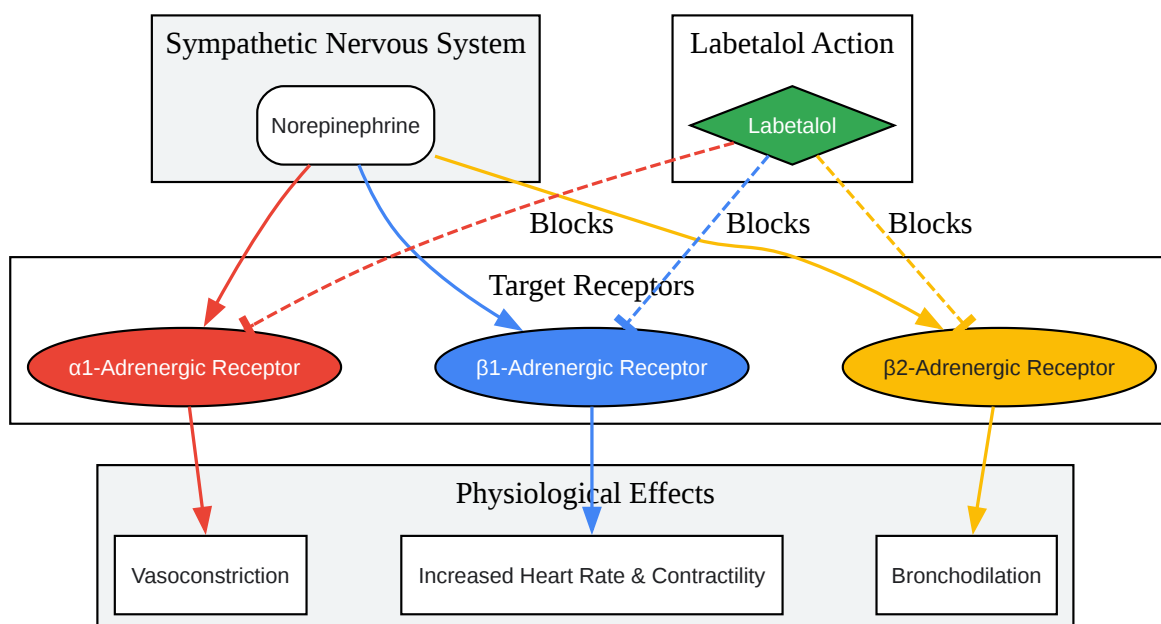 Sympathetic Nervous System
Labetalol Action
Norepinephrine
Labetalol
Blocks
Blocks
Blocks
Target Receptors
α1-Adrenergic Receptor
β1-Adrenergic Receptor
β2-Adrenergic Receptor
Physiological Effects
Vasoconstriction
Increased Heart Rate & Contractility
Bronchodilation